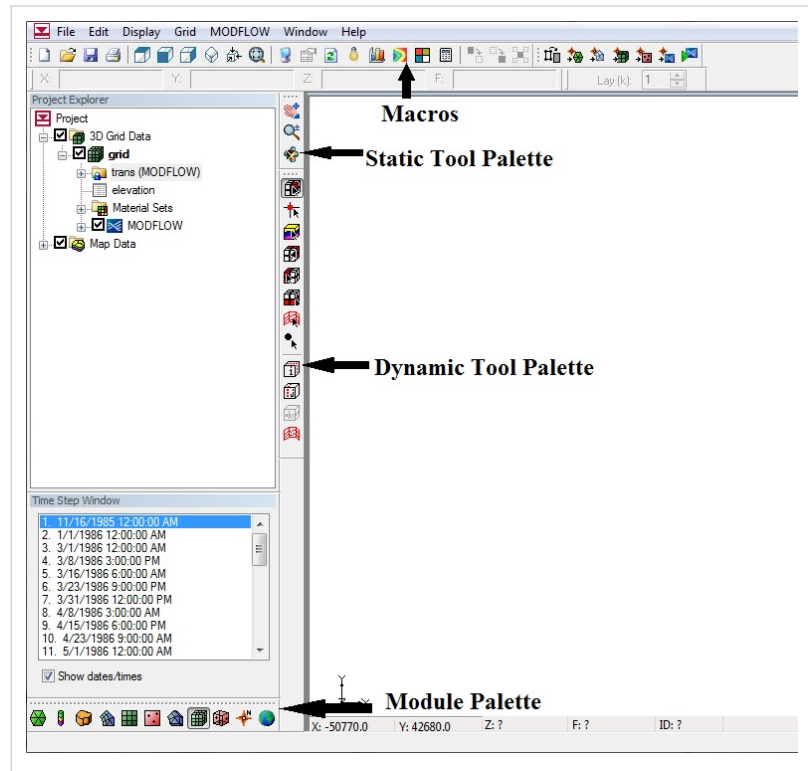 File Edit Display Grid MODFLOW Window Help
X: Y: Z: F: Lay (k): 1
Project Explorer
Project
3D Grid Data
grid
trans (MODFLOW)
elevation
Material Sets
MODFLOW
Map Data
Macros
Static Tool Palette
Dynamic Tool Palette
Time Step Window
1. 11/16/1985 12:00:00 AM
2. 1/1/1986 12:00:00 AM
3. 3/1/1986 12:00:00 AM
4. 3/8/1986 3:00:00 PM
5. 3/16/1986 6:00:00 AM
6. 3/23/1986 9:00:00 PM
7. 3/31/1986 12:00:00 PM
8. 4/8/1986 3:00:00 AM
9. 4/15/1986 6:00:00 PM
10. 4/23/1986 9:00:00 AM
11. 5/1/1986 12:00:00 AM
Show dates/times
Y
Module Palette
X: -50770.0 Y: 42680.0 Z: ? F: ? ID: ?